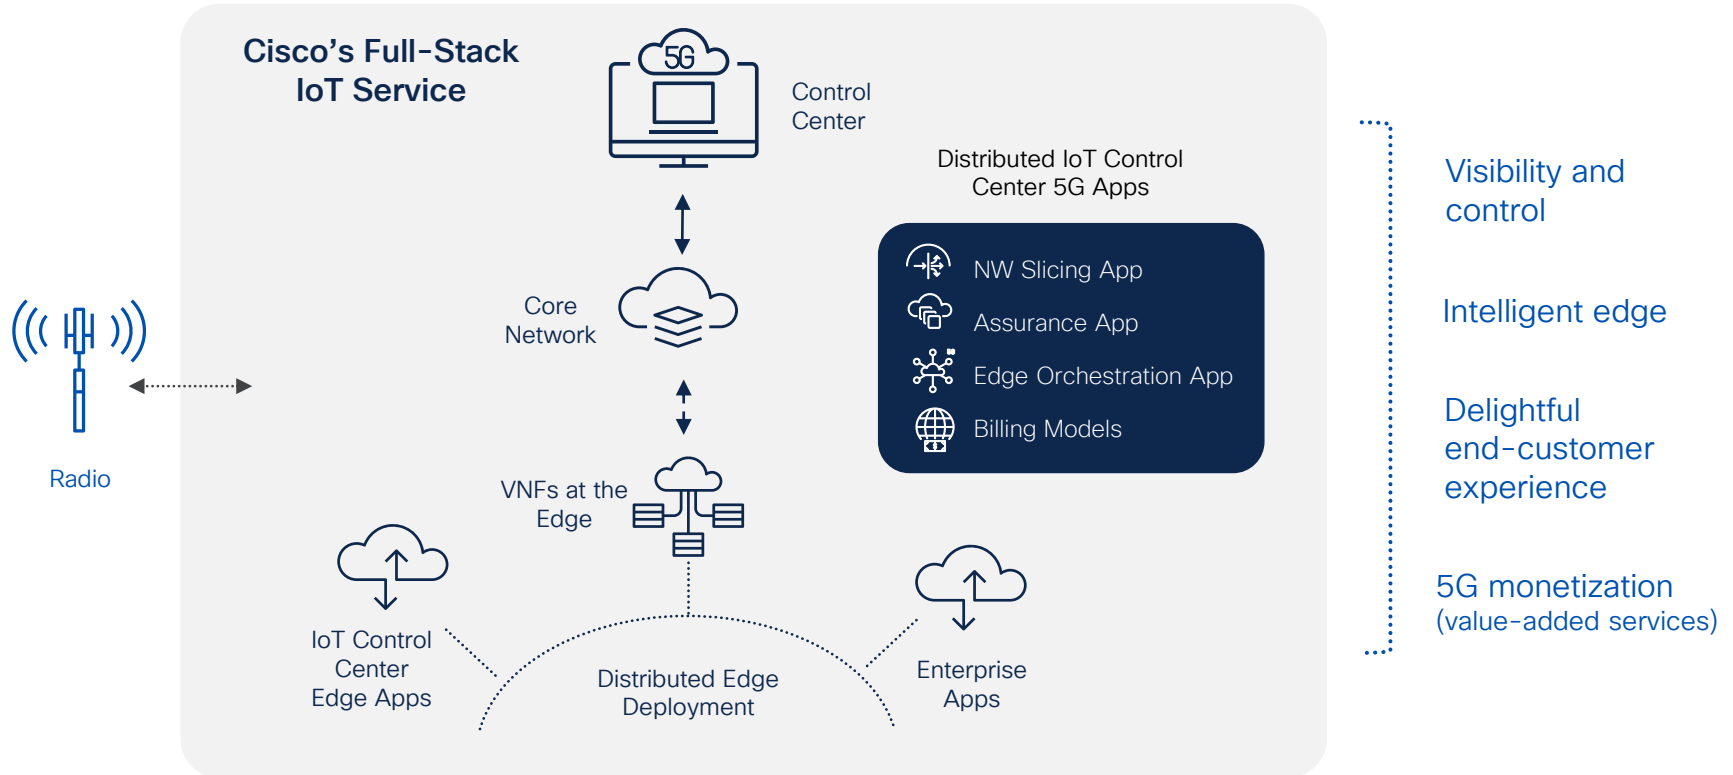 Cisco's Full-Stack
IoT Service
5G
Control
Center
Distributed IoT Control
Center 5G Apps
NW Slicing App
Assurance App
Edge Orchestration App
Billing Models
Core
Network
Radio
VNFs at the
Edge
IoT Control
Center
Edge Apps
Distributed Edge
Deployment
Enterprise
Apps
Visibility and
control
Intelligent edge
Delightful
end-customer
experience
5G monetization
(value-added services)